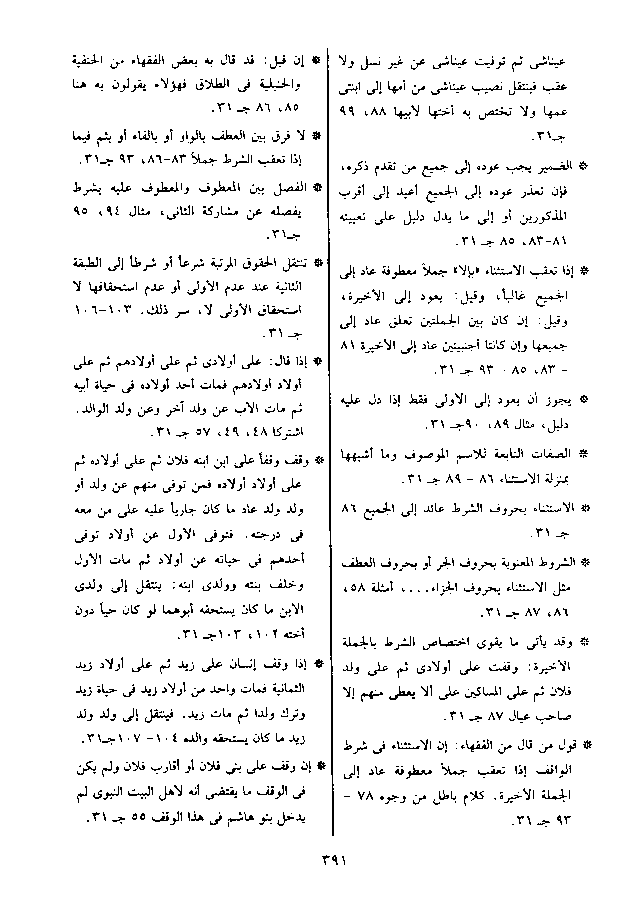 عيناشى ثم توفيت عيناشى عن غير نسل ولا
عقب فينتقل نصيب عيناشى من أمها إلى ابنتى
عمها ولا تختص به أختها لأبيها ٨٨، ٩٩
جـ٣١.
* الضمير يجب عوده إلى جميع من تقدم ذكره،
فإن تعذر عوده إلى الجميع أعيد إلى أقرب
المذكورين أو إلى ما يدل دليل على تعيينه
٨١-٨٣، ٨٥ جـ ٣١.
* إذا تعقب الاستثناء «بإلا» جملاً معطوفة عاد إلى
الجميع غالباً، وقيل: يعود إلى الأخيرة،
وقيل: إن كان بين الجملتين تعلق عاد إلى
جميعها وإن كانتا أجنبيتين عاد إلى الأخيرة ٨١
- ٨٣، ٨٥ - ٩٣ جـ ٣١.
* يجوز أن يعود إلى الأولى فقط إذا دل عليه
دليل، مثال ٨٩، ٩٠جـ ٣١.
* الصفات التابعة للاسم الموصوف وما أشبهها
بمنزلة الاستثناء ٨٦ - ٨٩ جـ ٣١.
* الاستثناء بحروف الشرط عائد إلى الجميع ٨٦
جـ ٣١.
* الشروط المعنوية بحروف الجر أو بحروف العطف
مثل الاستثناء بحروف الجزاء ....، أمثلة ٥٨،
٨٦، ٨٧ جـ ٣١.
* وقد يأتى ما يقوى اختصاص الشرط بالجملة
الأخيرة: وقفت على أولادى ثم على ولد
فلان ثم على المساكين على ألا يعطى منهم إلا
صاحب عيال ٨٧ جـ ٣١.
* قول من قال من الفقهاء: إن الاستثناء فى شرط
الواقف إذا تعقب جملاً معطوفة عاد إلى
الجملة الأخيرة. كلام باطل من وجوه ٧٨ -
٩٣ جـ ٣١.
* إن قيل: قد قال به بعض الفقهاء من الحنفية
والحنبلية فى الطلاق فهؤلاء يقولون به هنا
٨٥، ٨٦ جـ ٣١.
* لا فرق بين العطف بالواو أو بالفاء أو بثم فيما
إذا تعقب الشرط جملاً ٨٣-٨٦، ٩٣ جـ٣١.
* الفصل بين المعطوف والمعطوف عليه بشرط
يفصله عن مشاركة الثانى، مثال ٩٤، ٩٥
جـ٣١.
* تنتقل الحقوق المرتبة شرعاً أو شرطاً إلى الطبقة
الثانية عند عدم الأولى أو عدم استحقاقها لا
استحقاق الأولى لا، سر ذلك. ١٠٣-١٠٦
جـ ٣١.
* إذا قال: على أولادى ثم على أولادهم ثم على
أولاد أولادهم فمات أحد أولاده فى حياة أبيه
ثم مات الأب عن ولد آخر وعن ولد الوالد.
اشتركا ٤٨، ٤٩، ٥٧ جـ ٣١.
* وقف وقفاً على ابن ابنه فلان ثم على أولاده ثم
على أولاد أولاده فمن توفى منهم عن ولد أو
ولد ولد عاد ما كان جارياً عليه على من معه
فى درجته. فتوفى الأول عن أولاد توفى
أحدهم فى حياته عن أولاد ثم مات الأول
وخلف بنته وولدى ابنه: ينتقل إلى ولدى
الابن ما كان يستحقه أبوهما لو كان حياً دون
أخته ١٠٢، ١٠٣جـ ٣١.
* إذا وقف إنسان على زيد ثم على أولاد زيد
الثمانية فمات واحد من أولاد زيد فى حياة زيد
وترك ولدا ثم مات زيد. فينتقل إلى ولد ولد
زيد ما كان يستحقه والده ١٠٤ - ١٠٧جـ٣١.
* إن وقف على بنى فلان أو أقارب فلان ولم يكن
فى الوقف ما يقتضى أنه لأهل البيت النبوى لم
يدخل بنو هاشم فى هذا الوقف ٥٥ جـ ٣١.
٣٩١